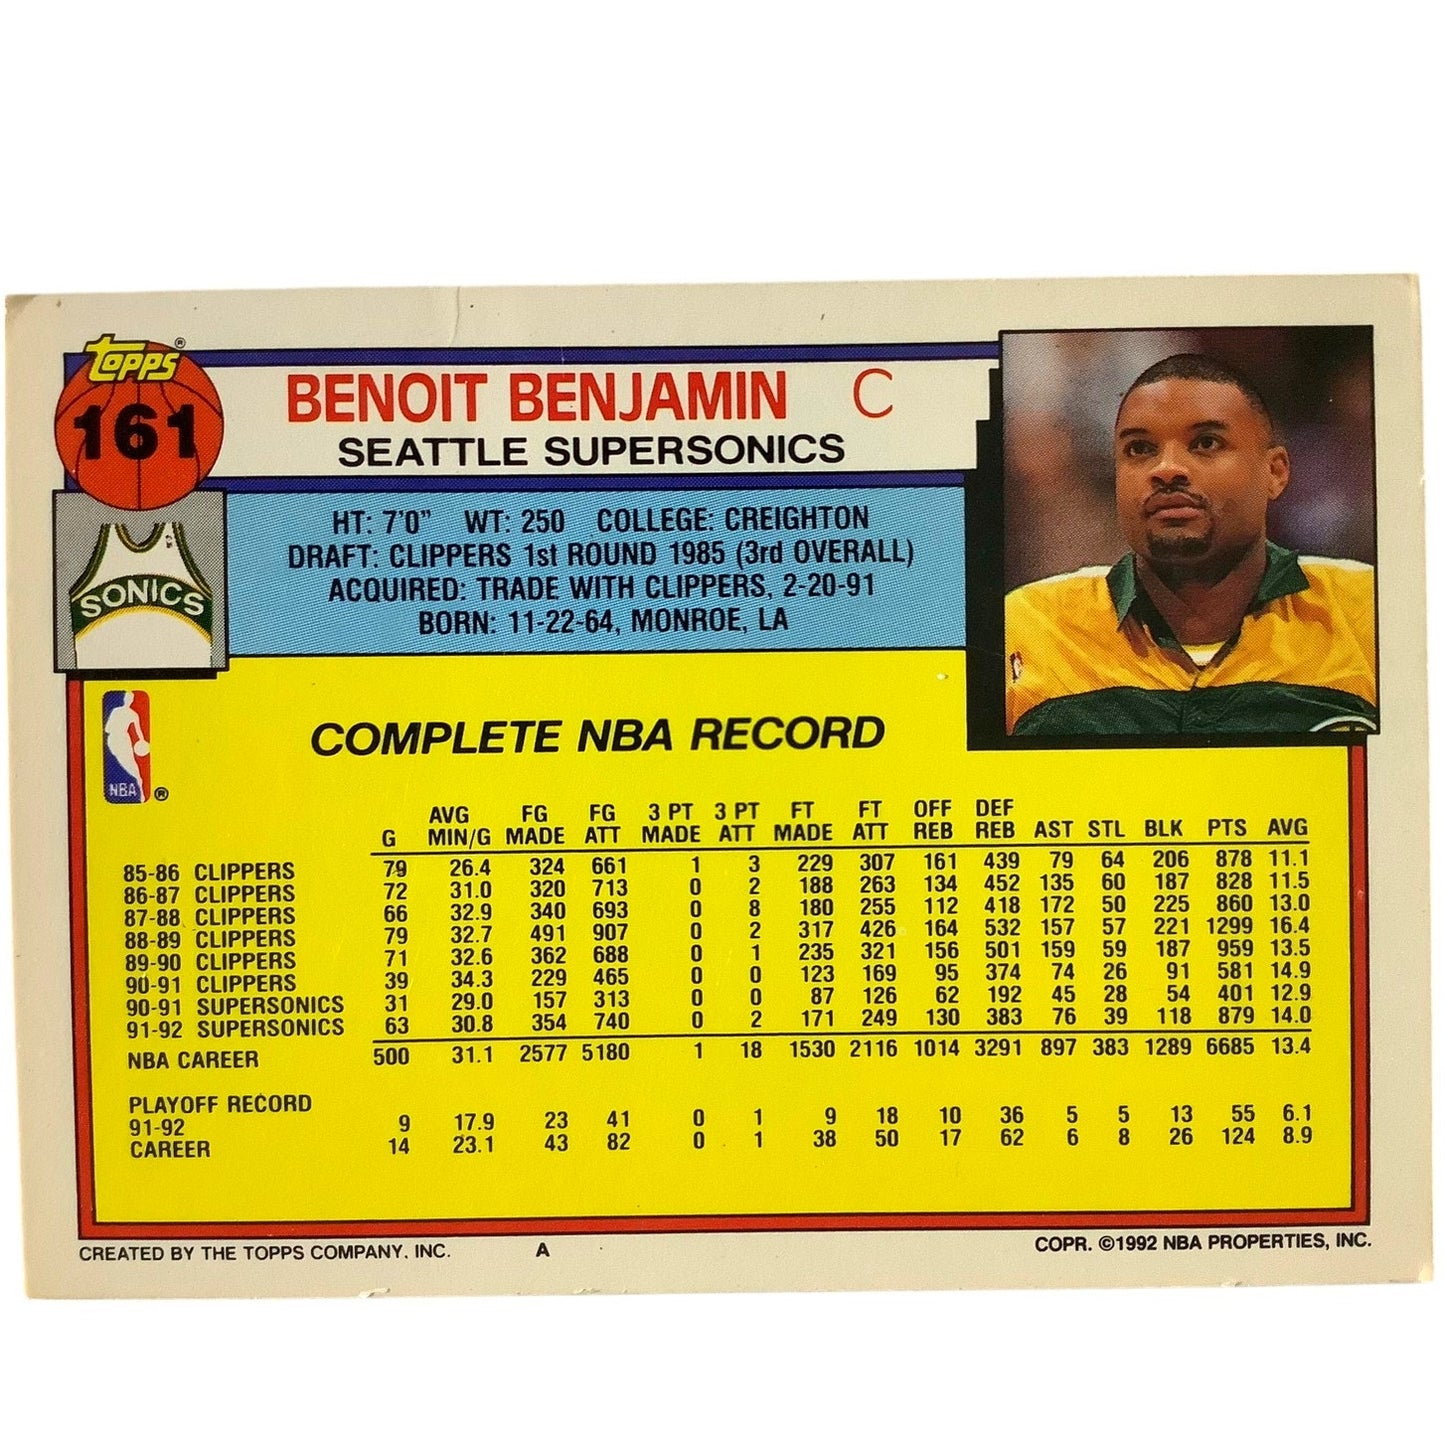 topps®
161
BENOIT BENJAMIN C
SEATTLE SUPERSONICS
SONICS
HT: 7'0" WT: 250 COLLEGE: CREIGHTON
DRAFT: CLIPPERS 1st ROUND 1985 (3rd OVERALL)
ACQUIRED: TRADE WITH CLIPPERS, 2-20-91
BORN: 11-22-64, MONROE, LA
NBA ®
COMPLETE NBA RECORD
AVG FG FG 3 PT 3 PT FT FT OFF DEF
G MIN/G MADE ATT MADE ATT MADE ATT REB REB AST STL BLK PTS AVG
85-86 CLIPPERS 79 26.4 324 661 1 3 229 307 161 439 79 64 206 878 11.1
86-87 CLIPPERS 72 31.0 320 713 0 2 188 263 134 452 135 60 187 828 11.5
87-88 CLIPPERS 66 32.9 340 693 0 8 180 255 112 418 172 50 225 860 13.0
88-89 CLIPPERS 79 32.7 491 907 0 2 317 426 164 532 157 57 221 1299 16.4
89-90 CLIPPERS 71 32.6 362 688 0 1 235 321 156 501 159 59 187 959 13.5
90-91 CLIPPERS 39 34.3 229 465 0 0 123 169 95 374 74 26 91 581 14.9
90-91 SUPERSONICS 31 29.0 157 313 0 0 87 126 62 192 45 28 54 401 12.9
91-92 SUPERSONICS 63 30.8 354 740 0 2 171 249 130 383 76 39 118 879 14.0
NBA CAREER 500 31.1 2577 5180 1 18 1530 2116 1014 3291 897 383 1289 6685 13.4
PLAYOFF RECORD
91-92 9 17.9 23 41 0 1 9 18 10 36 5 5 13 55 6.1
CAREER 14 23.1 43 82 0 1 38 50 17 62 6 8 26 124 8.9
CREATED BY THE TOPPS COMPANY, INC. A COPR. ©1992 NBA PROPERTIES, INC.